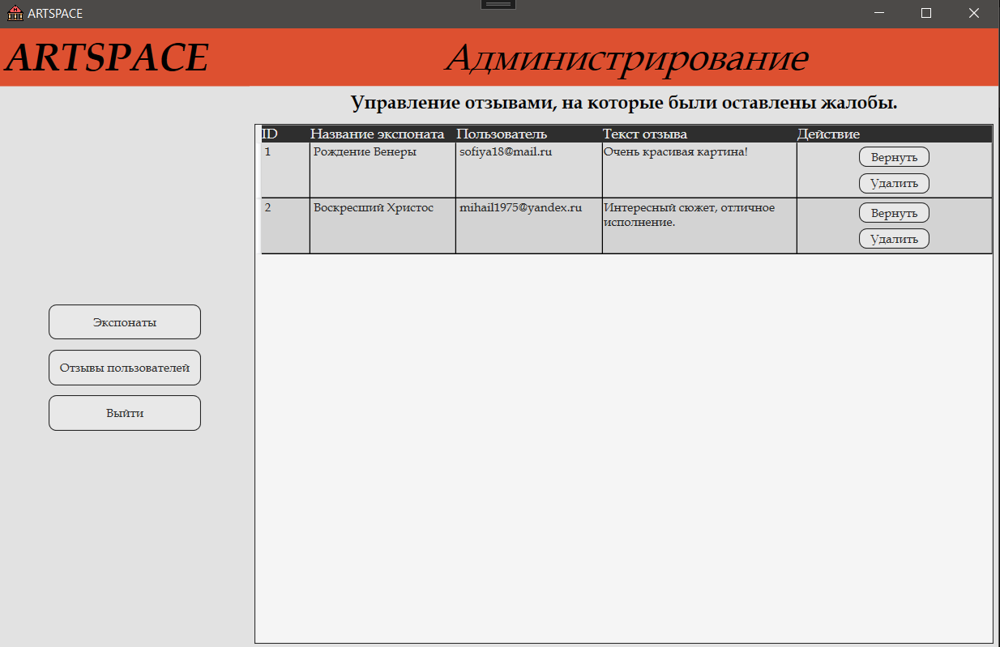 ARTSPACE
ARTSPACE
Администрирование
Управление отзывами, на которые были оставлены жалобы.
ID Название экспоната Пользователь Текст отзыва Действие
1 Рождение Венеры sofiya18@mail.ru Очень красивая картина! Вернуть
Удалить
2 Воскресший Христос mihail1975@yandex.ru Интересный сюжет, отличное Вернуть
исполнение.
Удалить
Экспонаты
Отзывы пользователей
Выйти